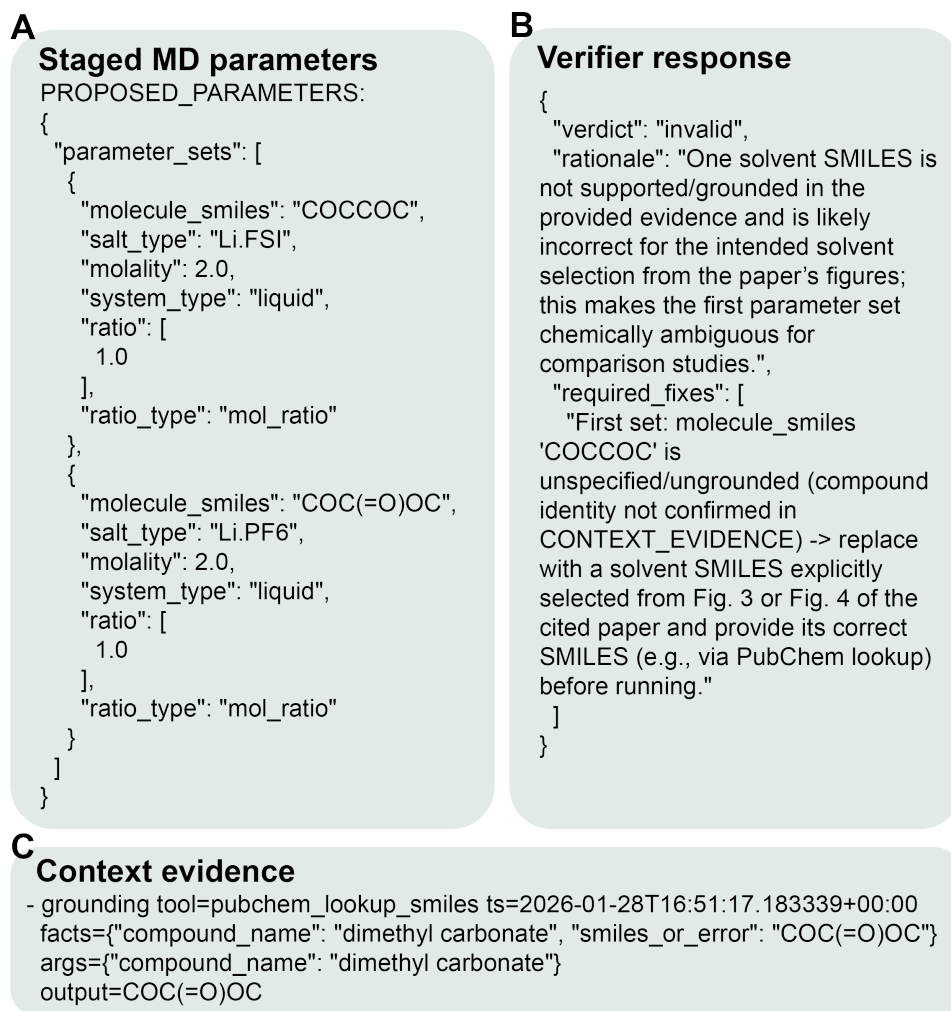 A
Staged MD parameters
PROPOSED_PARAMETERS:
{
"parameter_sets": [
{
"molecule_smiles": "COCCOC",
"salt_type": "Li.FSI",
"molality": 2.0,
"system_type": "liquid",
"ratio": [
1.0
],
"ratio_type": "mol_ratio"
},
{
"molecule_smiles": "COC(=O)OC",
"salt_type": "Li.PF6",
"molality": 2.0,
"system_type": "liquid",
"ratio": [
1.0
],
"ratio_type": "mol_ratio"
}
]
}
B
Verifier response
{
"verdict": "invalid",
"rationale": "One solvent SMILES is
not supported/grounded in the
provided evidence and is likely
incorrect for the intended solvent
selection from the paper’s figures;
this makes the first parameter set
chemically ambiguous for
comparison studies.",
"required_fixes": [
"First set: molecule_smiles
'COCCOC' is
unspecified/ungrounded (compound
identity not confirmed in
CONTEXT_EVIDENCE) -> replace
with a solvent SMILES explicitly
selected from Fig. 3 or Fig. 4 of the
cited paper and provide its correct
SMILES (e.g., via PubChem lookup)
before running."
]
}
C
Context evidence
- grounding tool=pubchem_lookup_smiles ts=2026-01-28T16:51:17.183339+00:00
facts={"compound_name": "dimethyl carbonate", "smiles_or_error": "COC(=O)OC"}
args={"compound_name": "dimethyl carbonate"}
output=COC(=O)OC